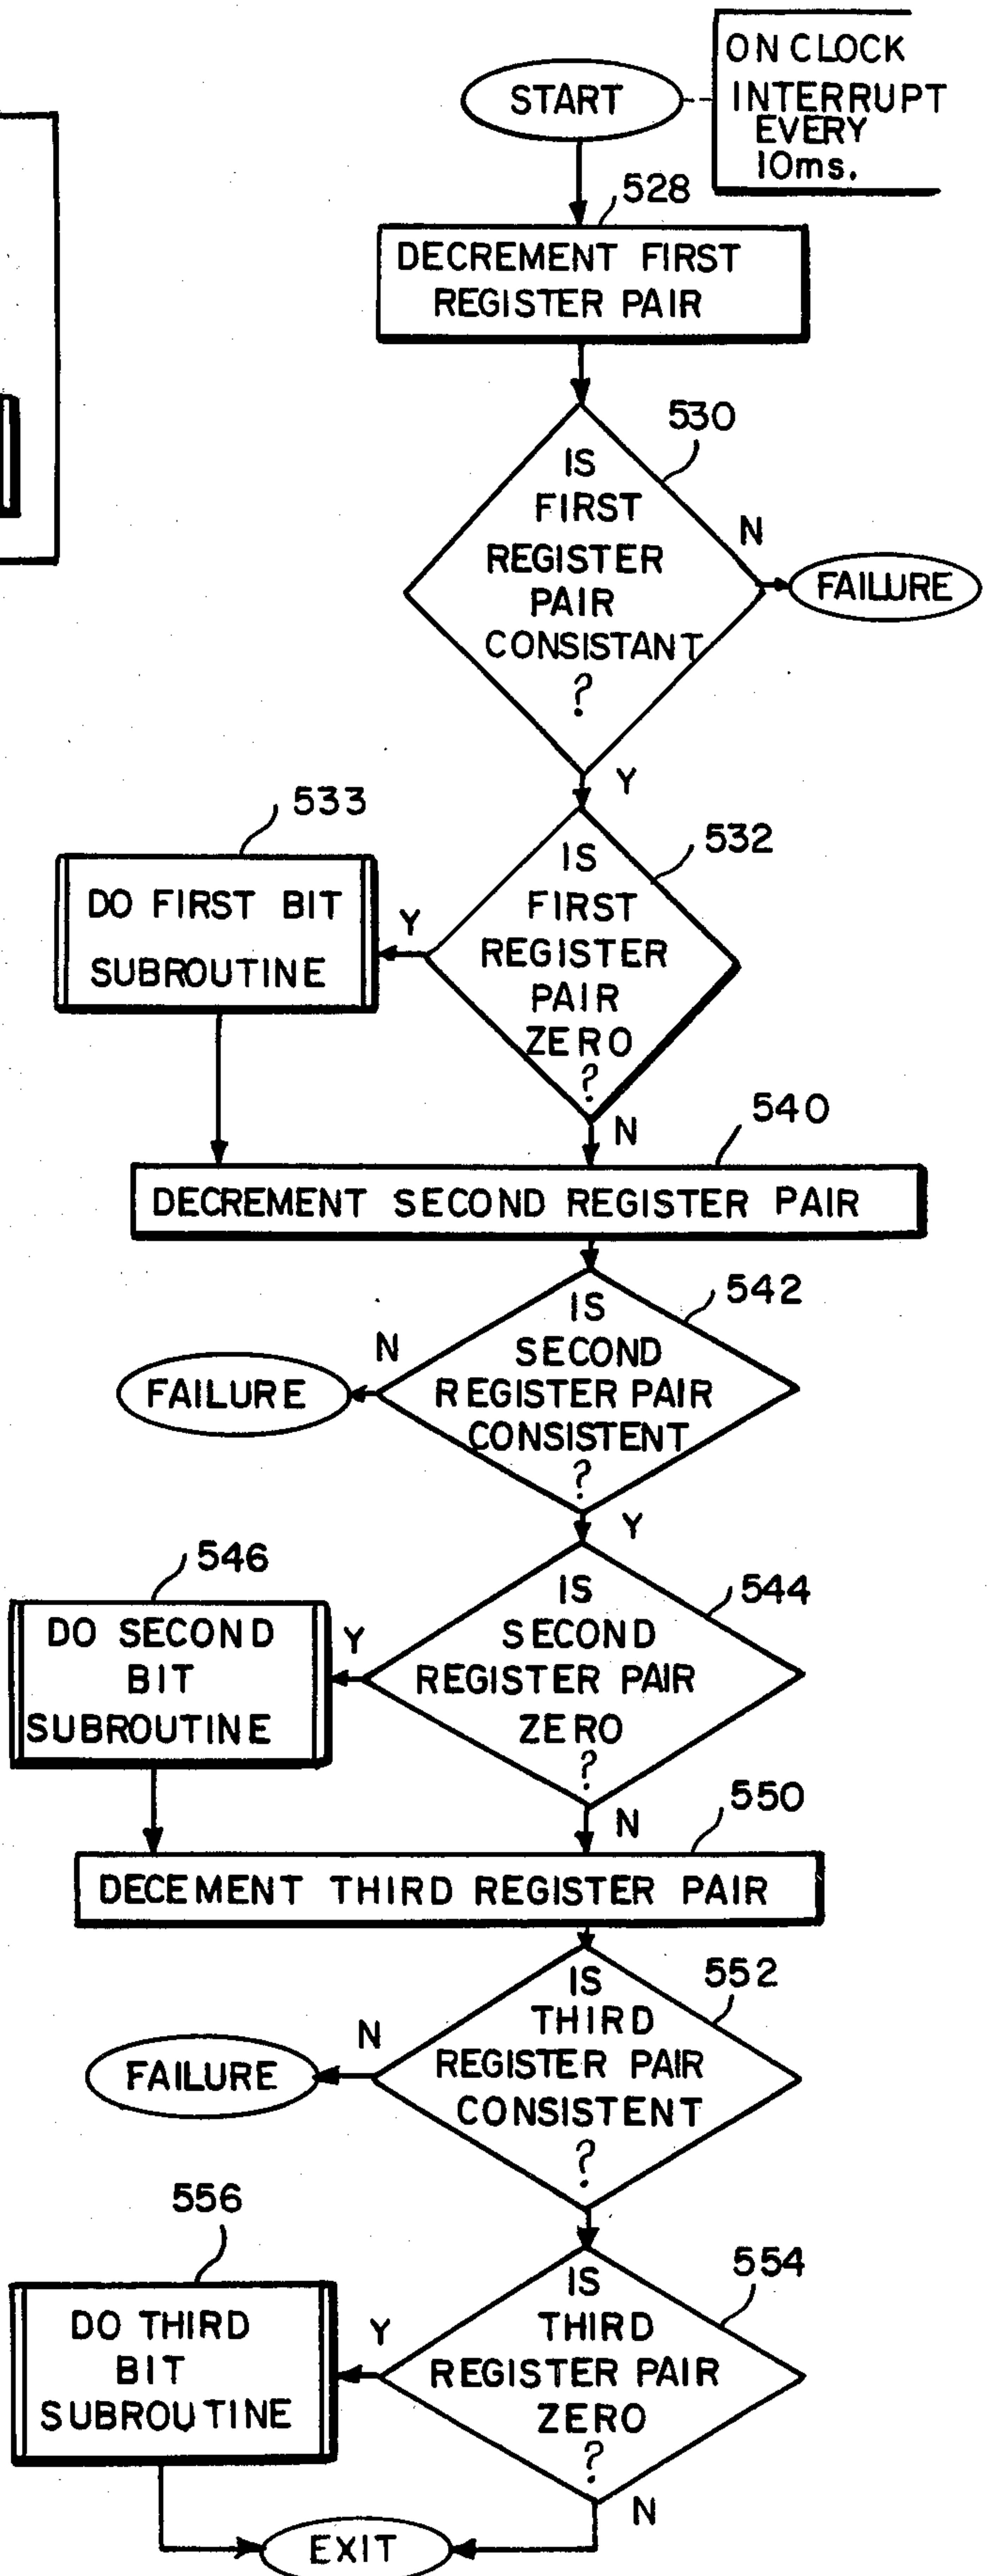 ON CLOCK
INTERRUPT
EVERY
10ms.
START
528
DECREMENT FIRST
REGISTER PAIR
530
IS
FIRST
REGISTER
PAIR
CONSISTANT
?
N
FAILURE
Y
533
532
DO FIRST BIT
SUBROUTINE
Y
IS
FIRST
REGISTER
PAIR
ZERO
?
N
540
DECREMENT SECOND REGISTER PAIR
542
IS
SECOND
REGISTER PAIR
CONSISTENT
?
N
FAILURE
Y
546
544
DO SECOND
BIT
SUBROUTINE
Y
IS
SECOND
REGISTER PAIR
ZERO
?
N
550
DECEMENT THIRD REGISTER PAIR
552
IS
THIRD
REGISTER PAIR
CONSISTENT
?
N
FAILURE
556
554
DO THIRD
BIT
SUBROUTINE
Y
IS
THIRD
REGISTER PAIR
ZERO
?
N
EXIT